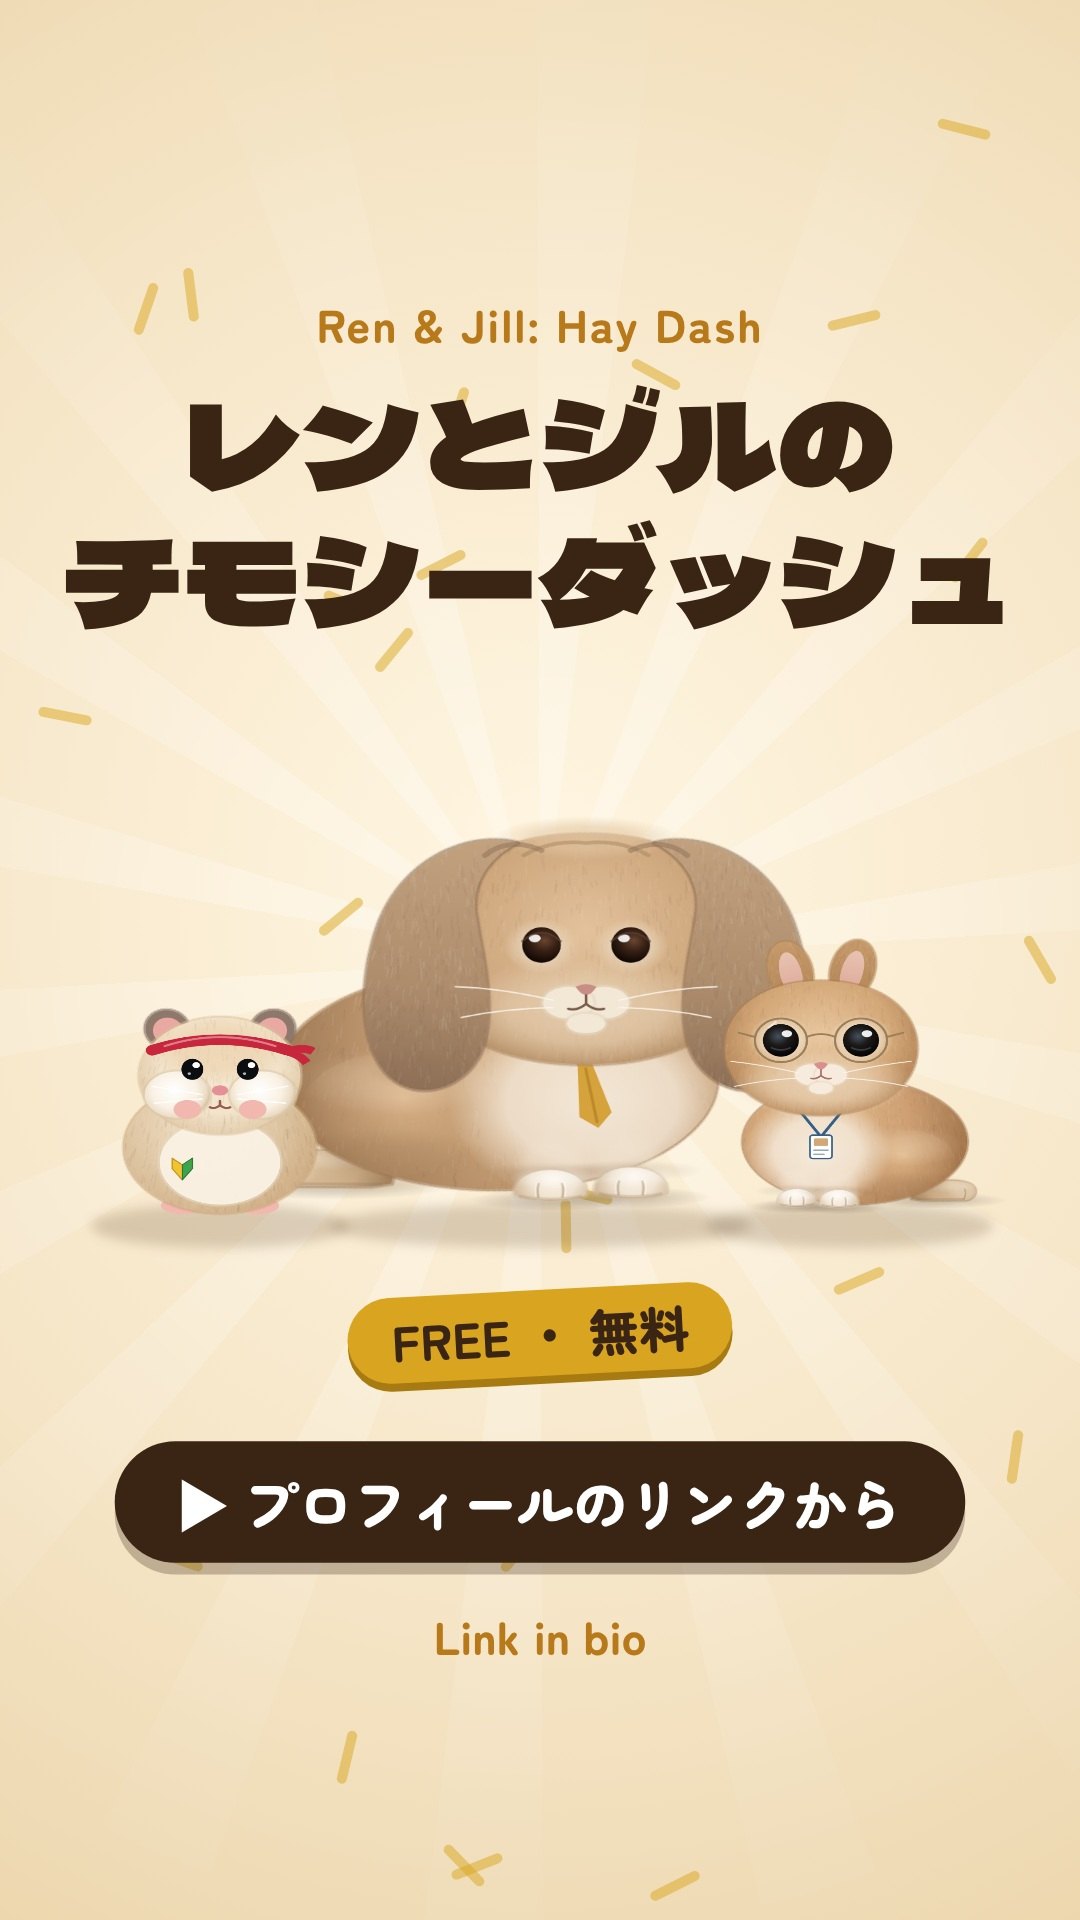 Ren & Jill: Hay Dash
レンとジルの
チモシーダッシュ
FREE ・ 無料
▶ プロフィールのリンクから
Link in bio